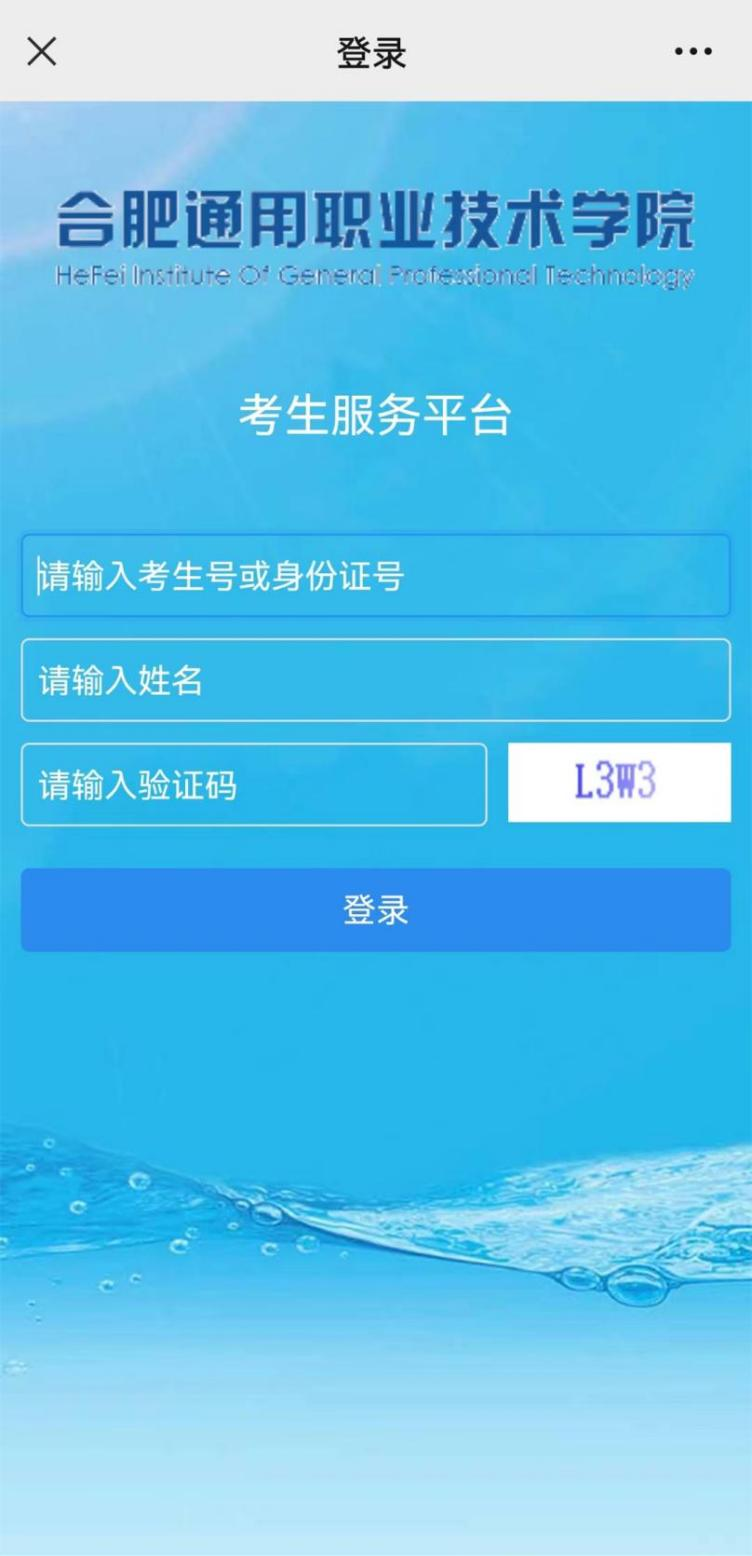 登录
合肥通用职业技术学院
HeFei Institute Of General Professional Technology
考生服务平台
请输入考生号或身份证号
请输入姓名
请输入验证码
L3W3
登录